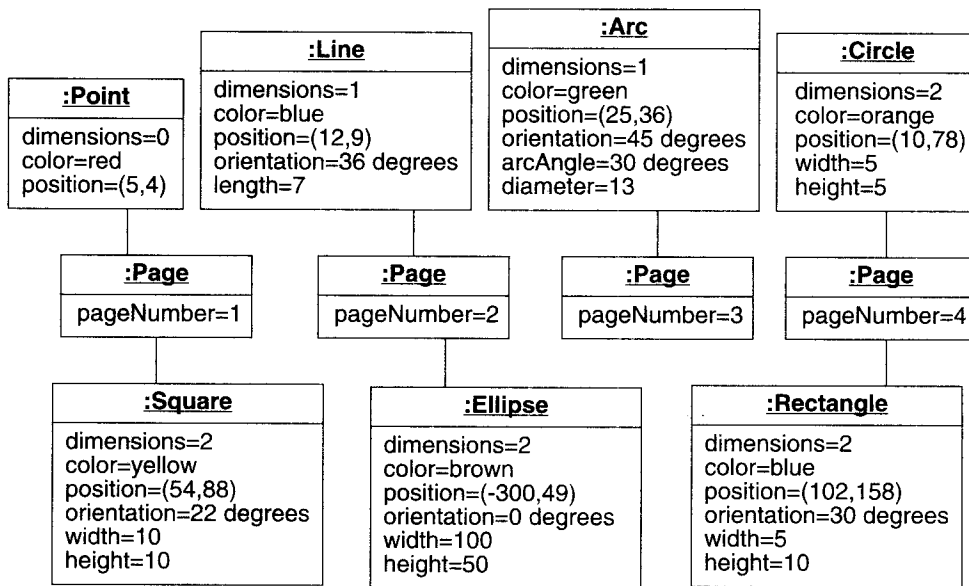 :Point
dimensions=0
color=red
position=(5,4)
:Line
dimensions=1
color=blue
position=(12,9)
orientation=36 degrees
length=7
:Arc
dimensions=1
color=green
position=(25,36)
orientation=45 degrees
arcAngle=30 degrees
diameter=13
:Circle
dimensions=2
color=orange
position=(10,78)
width=5
height=5
:Page
pageNumber=1
:Page
pageNumber=2
:Page
pageNumber=3
:Page
pageNumber=4
:Square
dimensions=2
color=yellow
position=(54,88)
orientation=22 degrees
width=10
height=10
:Ellipse
dimensions=2
color=brown
position=(-300,49)
orientation=0 degrees
width=100
height=50
:Rectangle
dimensions=2
color=blue
position=(102,158)
orientation=30 degrees
width=5
height=10